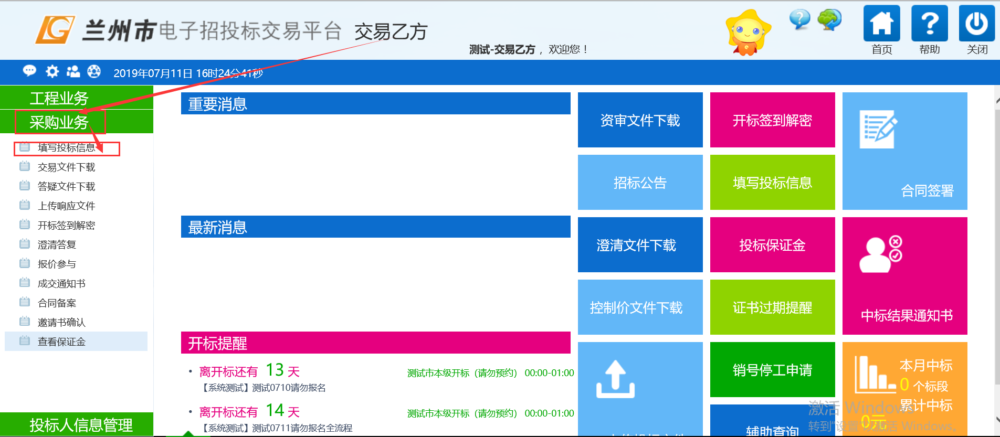 兰州市电子招投标交易平台 交易乙方
测试-交易乙方，欢迎您！
首页
帮助
关闭
2019年07月11日 16时24分41秒
工程业务
采购业务
填写投标信息
交易文件下载
答疑文件下载
上传响应文件
开标签到解密
澄清答复
报价参与
成交通知书
合同备案
邀请书确认
查看保证金
投标人信息管理
重要消息
最新消息
开标提醒
离开标还有 13 天
测试市本级开标（请勿预约） 00:00-01:00
【系统测试】测试0710请勿报名
离开标还有 14 天
测试市本级开标（请勿预约） 00:00-01:00
【系统测试】测试0711请勿报名全流程
资审文件下载
开标签到解密
合同签署
招标公告
填写投标信息
澄清文件下载
投标保证金
中标结果通知书
控制价文件下载
证书过期提醒
销号停工申请
本月中标
0 个标段
累计中标
0元
辅助查询
激活 Windows
转到"设置"以激活 Windows。